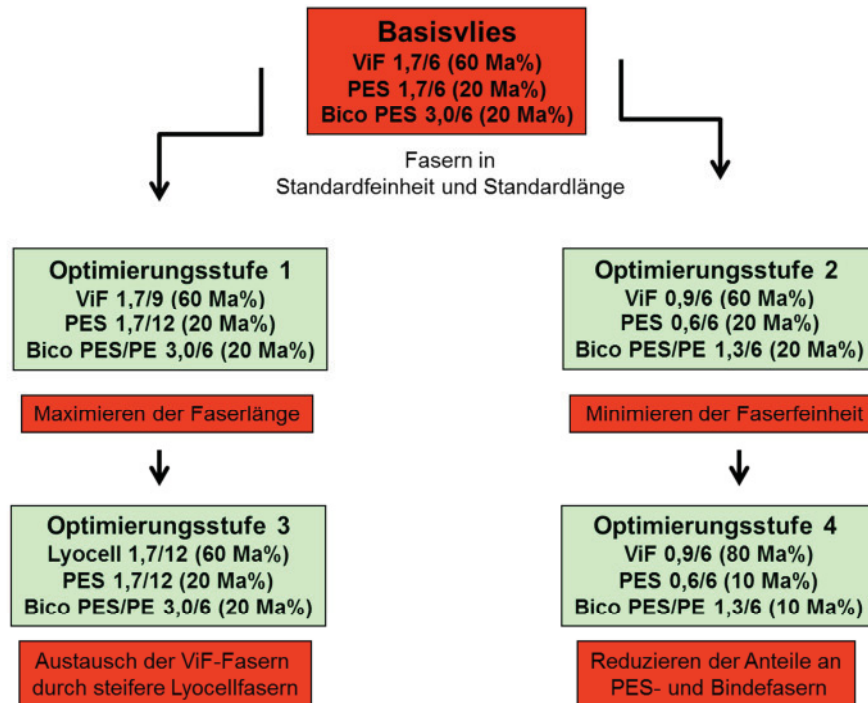 Basisvlies
ViF 1,7/6 (60 Ma%)
PES 1,7/6 (20 Ma%)
Bico PES 3,0/6 (20 Ma%)
Fasern in
Standardfeinheit und Standardlänge
Optimierungsstufe 1
ViF 1,7/9 (60 Ma%)
PES 1,7/12 (20 Ma%)
Bico PES/PE 3,0/6 (20 Ma%)
Maximieren der Faserlänge
Optimierungsstufe 2
ViF 0,9/6 (60 Ma%)
PES 0,6/6 (20 Ma%)
Bico PES/PE 1,3/6 (20 Ma%)
Minimieren der Faserfeinheit
Optimierungsstufe 3
Lyocell 1,7/12 (60 Ma%)
PES 1,7/12 (20 Ma%)
Bico PES/PE 3,0/6 (20 Ma%)
Austausch der ViF-Fasern
durch steifere Lyocellfasern
Optimierungsstufe 4
ViF 0,9/6 (80 Ma%)
PES 0,6/6 (10 Ma%)
Bico PES/PE 1,3/6 (10 Ma%)
Reduzieren der Anteile an
PES- und Bindefasern